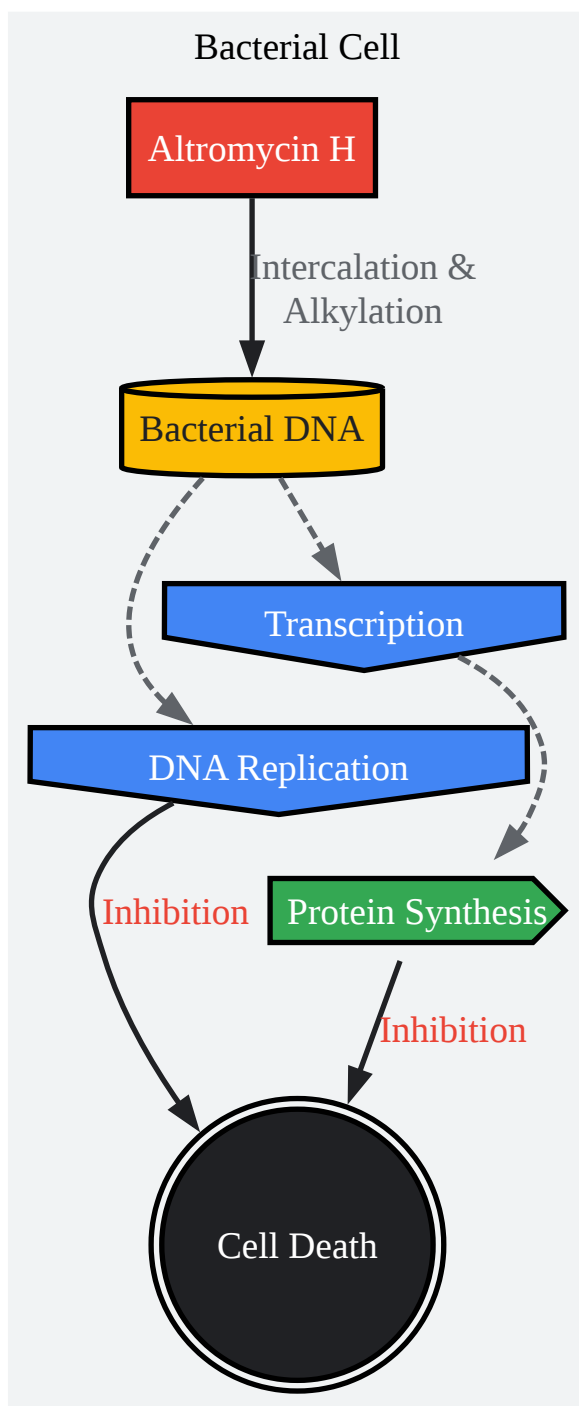 Bacterial Cell
Altromycin H
Intercalation &
Alkylation
Bacterial DNA
Transcription
DNA Replication
Inhibition
Protein Synthesis
Inhibition
Cell Death